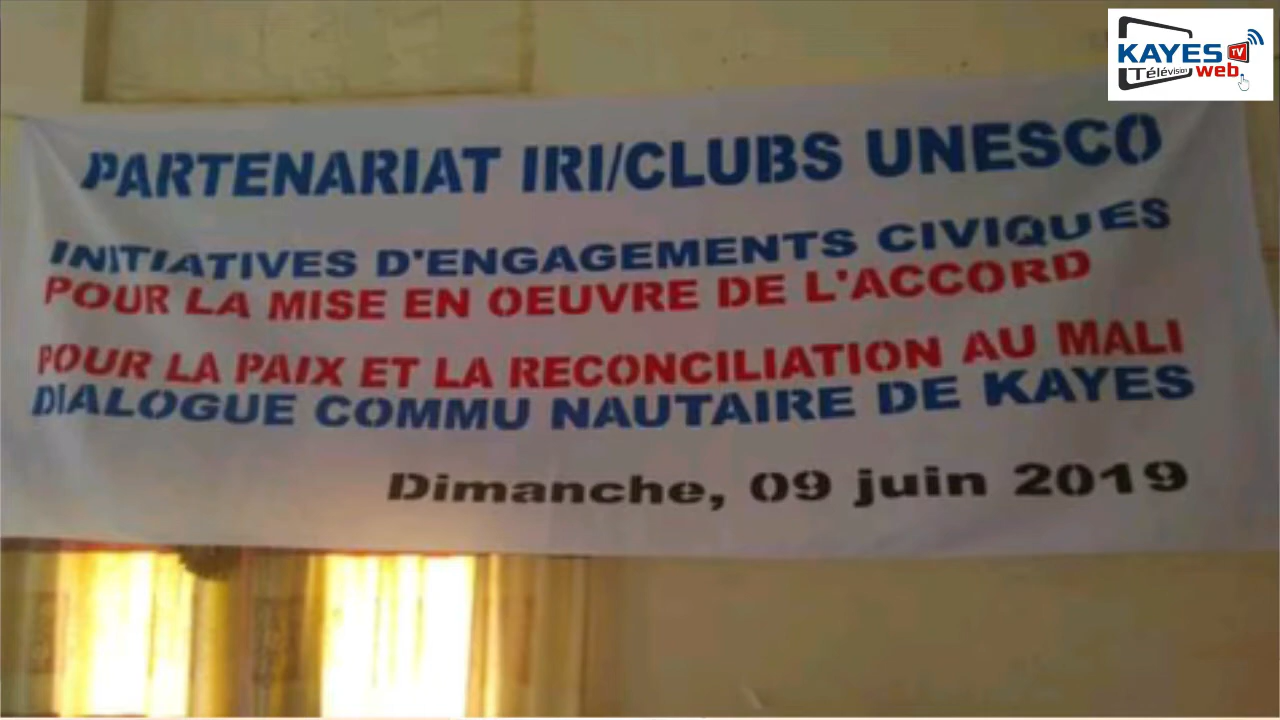 KAYES TV
Télévision web
PARTENARIAT IRI/CLUBS UNESCO
INITIATIVES D'ENGAGEMENTS CIVIQUES
POUR LA MISE EN OEUVRE DE L'ACCORD
POUR LA PAIX ET LA RECONCILIATION AU MALI
DIALOGUE COMMU NAUTAIRE DE KAYES
Dimanche, 09 juin 2019